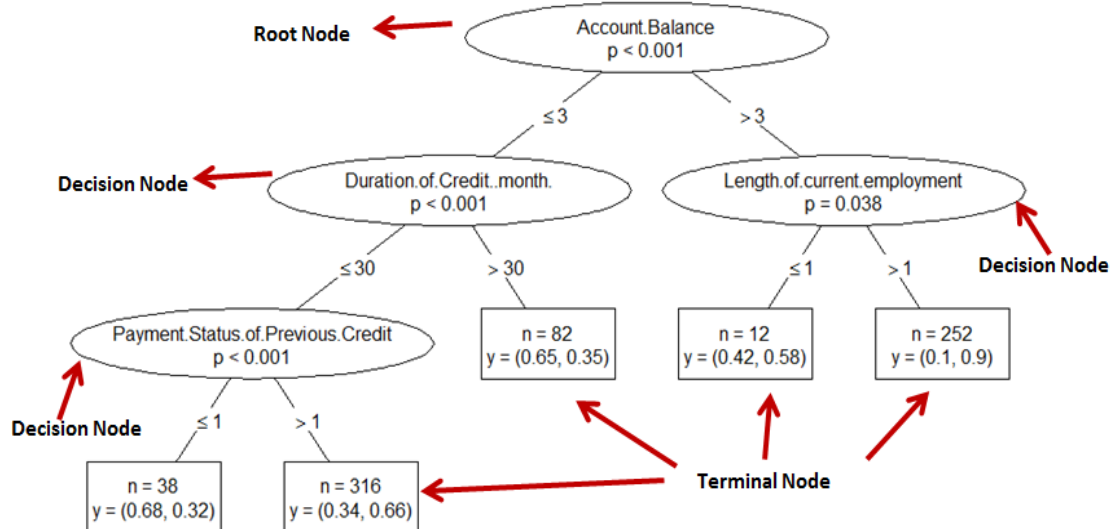 Account.Balance
p < 0.001
Root Node
≤ 3
> 3
Decision Node
Duration.of.Credit..month.
p < 0.001
Length.of.current.employment
p = 0.038
Decision Node
≤ 30
> 30
≤ 1
> 1
Payment.Status.of.Previous.Credit
p < 0.001
n = 82
y = (0.65, 0.35)
n = 12
y = (0.42, 0.58)
n = 252
y = (0.1, 0.9)
Decision Node
≤ 1
> 1
Terminal Node
n = 38
y = (0.68, 0.32)
n = 316
y = (0.34, 0.66)